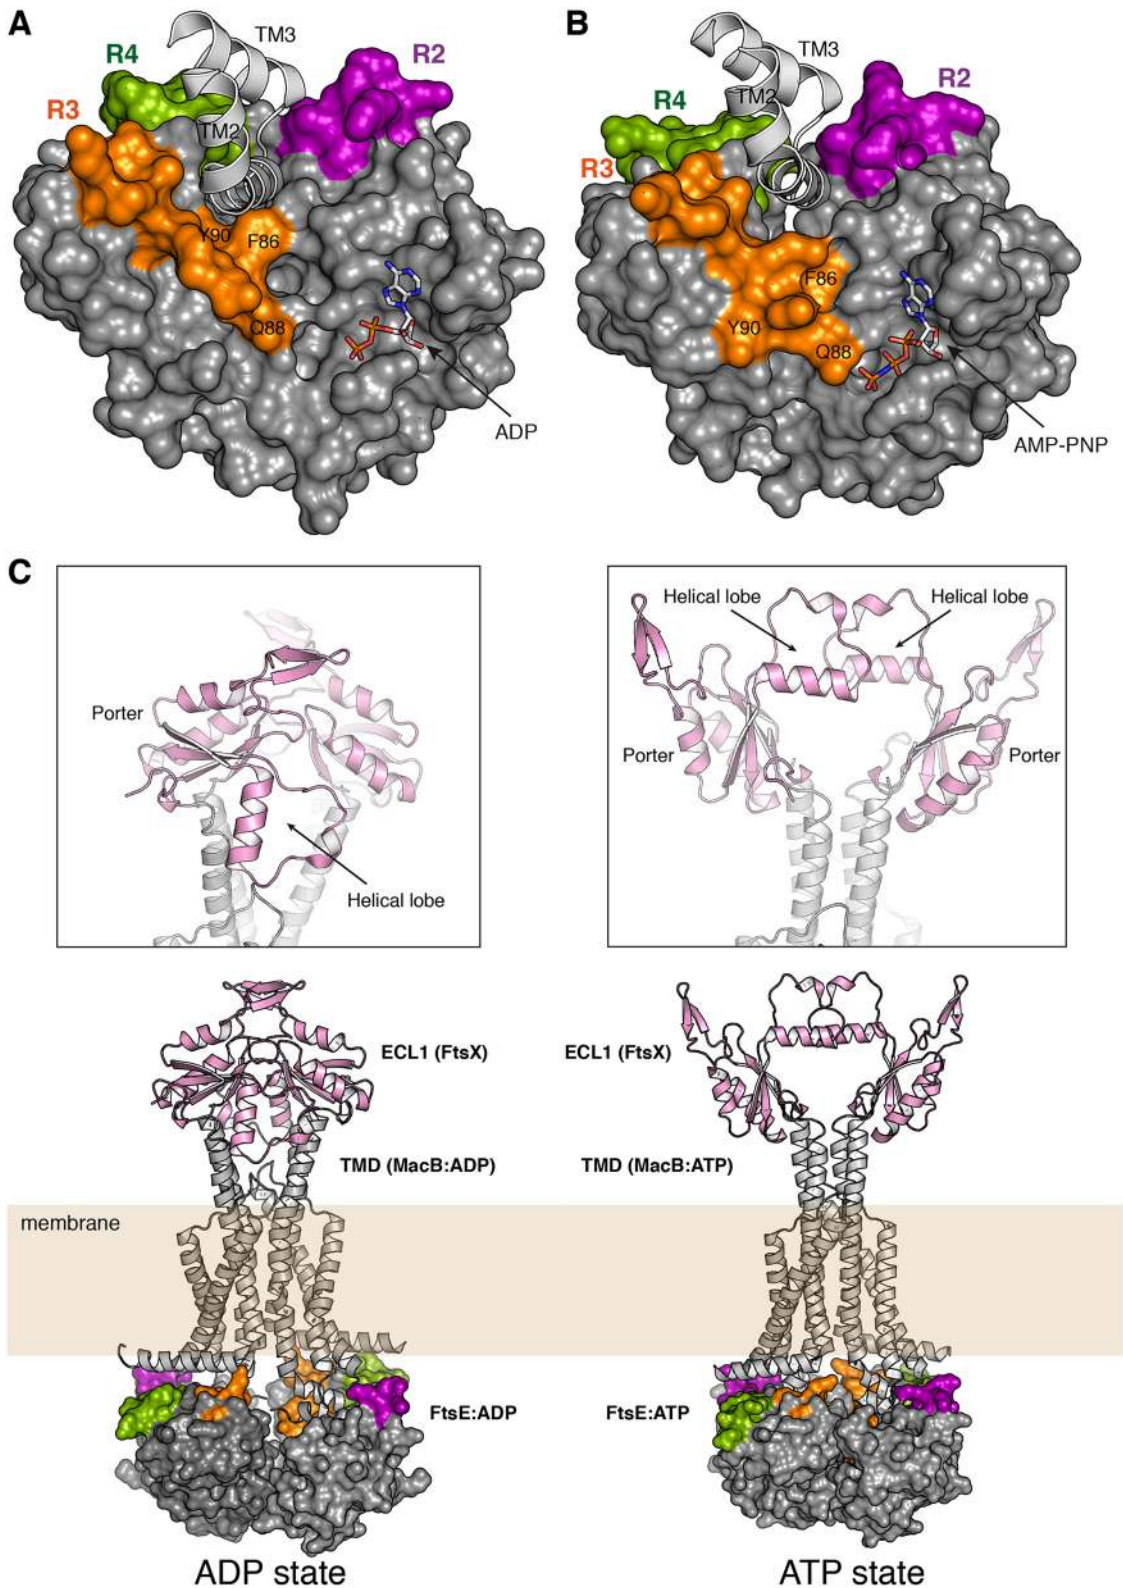 A
B
TM3
R4
R2
R3
TM2
Y90
F86
Q88
ADP
TM3
R2
R4
TM2
R3
F86
Y90
Q88
AMP-PNP
C
Porter
Helical lobe
Helical lobe
Helical lobe
Porter
Porter
ECL1 (FtsX)
ECL1 (FtsX)
TMD (MacB:ADP)
TMD (MacB:ATP)
membrane
FtsE:ADP
FtsE:ATP
ADP state
ATP state